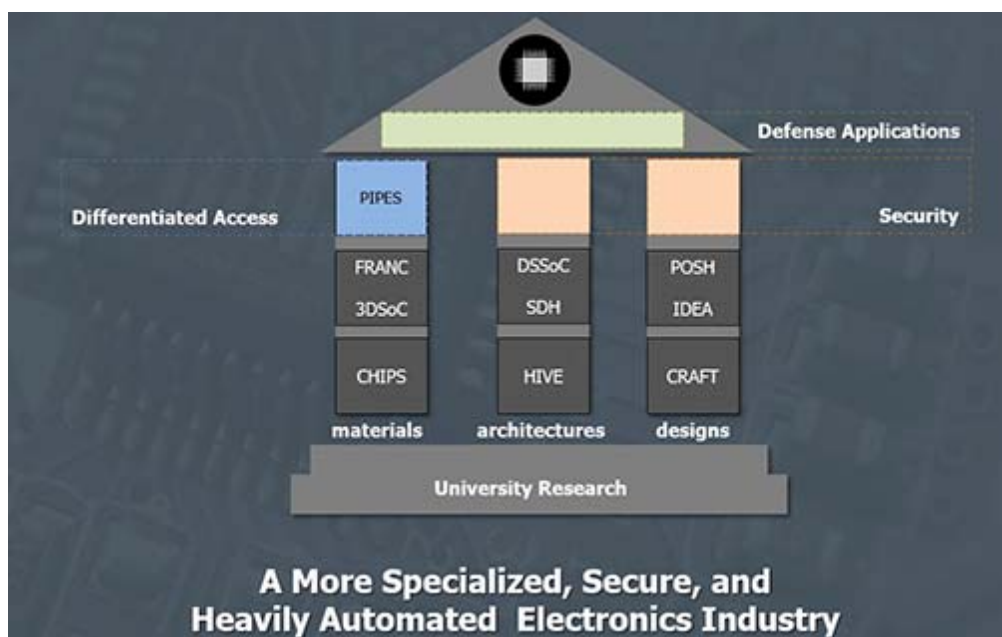 Defense Applications
PIPES
Differentiated Access
Security
FRANC
DSSoC
POSH
3DSoC
SDH
IDEA
CHIPS
HIVE
CRAFT
materials
architectures
designs
University Research
A More Specialized, Secure, and
Heavily Automated Electronics Industry